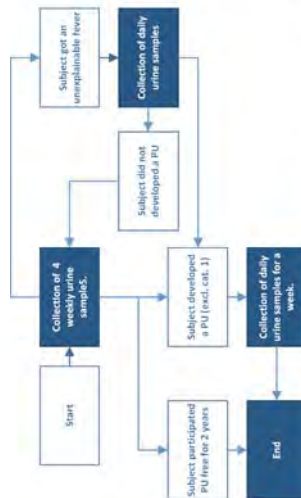 Start
Collection of 4
weekly urine
sampleS.
Subject got an
unexplainable fever
Collection of daily
urine samples
Subject did not
developed a PU
Subject developed
a PU (excl. cat. 1)
Collection of daily
urine samples for a
week.
Subject participated
PU free for 2 years
End